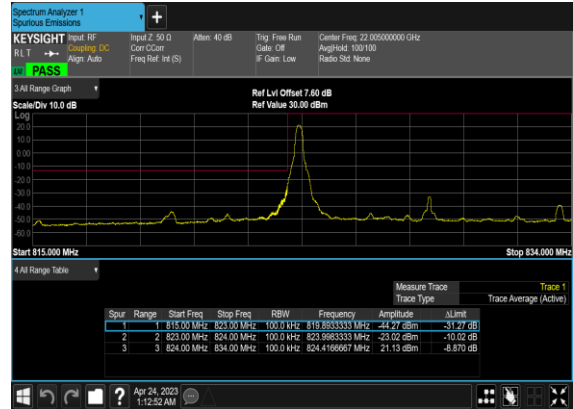 Spectrum Analyzer 1
Spurious Emissions
KEYSIGHT Input: RF Input Z: 50 Ω Atten: 40 dB Trig: Free Run Center Freq: 22.005000000 GHz
RLT Coupling: DC Corr CCorr Gate: Off Avg|Hold: 100/100
Align: Auto Freq Ref: Int (S) IF Gain: Low Radio Std: None
PASS
3.All Range Graph
Ref Lvl Offset 7.60 dB
Scale/Div 10.0 dB Ref Value 30.00 dBm
Log
20.0
10.0
0.00
-10.0
-20.0
-30.0
-40.0
-50.0
-60.0
Start 815.000 MHz Stop 834.000 MHz
4.All Range Table
Measure Trace Trace 1
Trace Type Trace Average (Active)
Spur Range Start Freq Stop Freq RBW Frequency Amplitude ΔLimit
1 1 815.00 MHz 823.00 MHz 100.0 kHz 819.8933333 MHz -44.27 dBm -31.27 dB
2 2 823.00 MHz 824.00 MHz 100.0 kHz 823.9983333 MHz -23.02 dBm -10.02 dB
3 3 824.00 MHz 834.00 MHz 100.0 kHz 824.4166667 MHz 21.13 dBm -8.870 dB
? Apr 24, 2023
1:12:52 AM